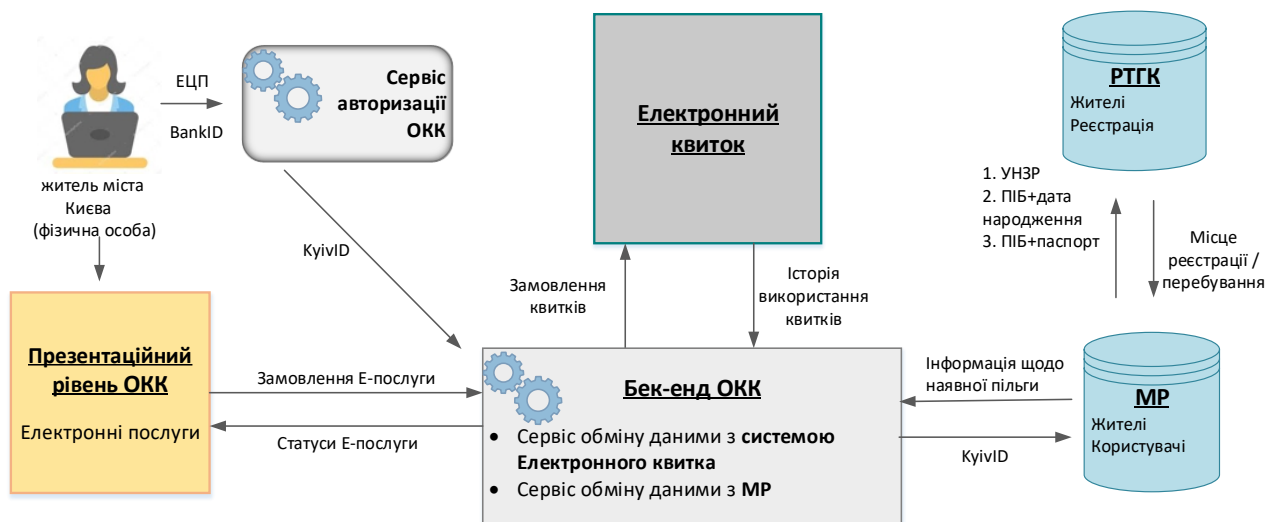 ЕЦП
BankID
Сервіс
авторизації
ОКК
житель міста
Києва
(фізична особа)
KyivID
Електронний
квиток
РТГК
Жителі
Реєстрація
1. УНЗР
2. ПІБ+дата
народження
3. ПІБ+паспорт
Місце
реєстрації /
перебування
Замовлення
квитків
Історія
використання
квитків
Презентаційний
рівень ОКК
Електронні послуги
Замовлення Е-послуги
Статуси Е-послуги
Бек-енд ОКК
• Сервіс обміну даними з системою
Електронного квитка
• Сервіс обміну даними з МР
Інформація щодо
наявної пільги
KyivID
МР
Жителі
Користувачі